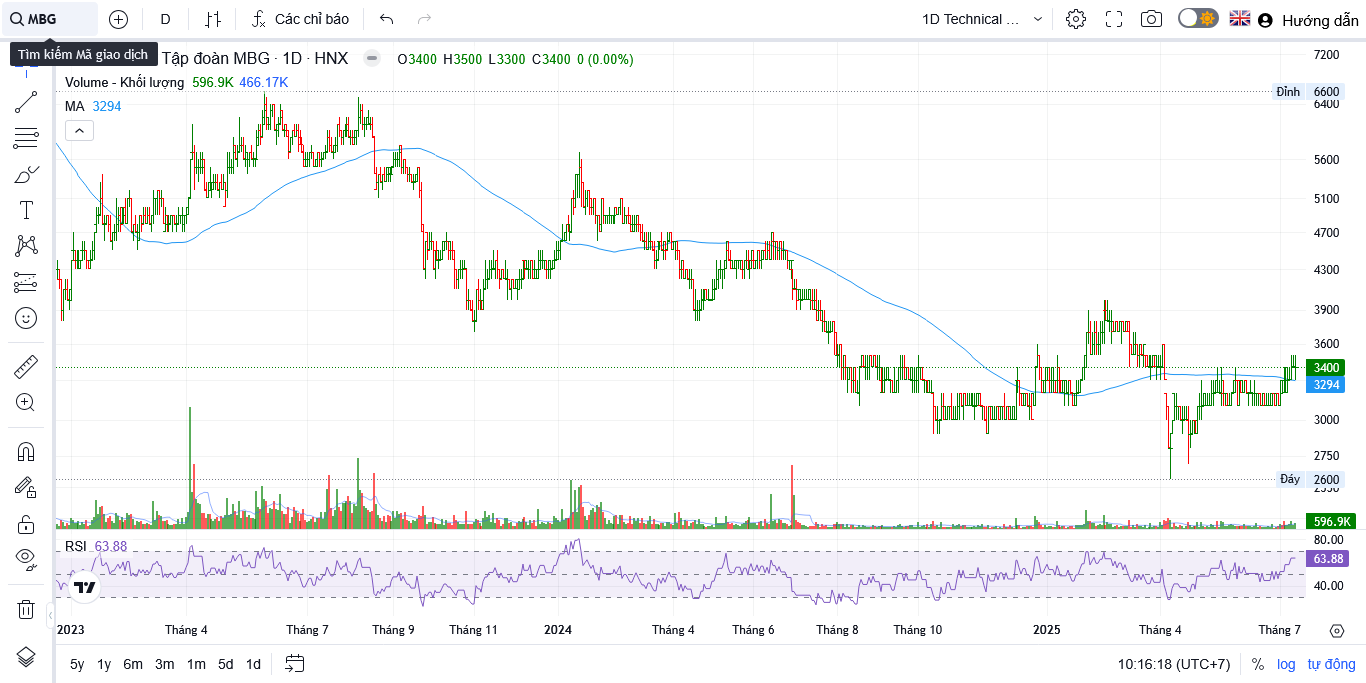 MBG D Các chỉ báo 1D Technical ... Hướng dẫn
Tìm kiếm Mã giao dịch
Tập đoàn MBG · 1D · HNX O3400 H3500 L3300 C3400 0 (0.00%)
Volume - Khối lượng 596.9K 466.17K
MA 3294
7200
Đỉnh 6600
6400
5600
5100
4700
4300
3900
3600
3400
3294
3000
2750
Đáy 2600
596.9K
RSI 63.88
80.00
63.88
40.00
2023 Tháng 4 Tháng 7 Tháng 9 Tháng 11 2024 Tháng 4 Tháng 6 Tháng 8 Tháng 10 2025 Tháng 4 Tháng 7
5y 1y 6m 3m 1m 5d 1d 10:16:18 (UTC+7) % log tự động